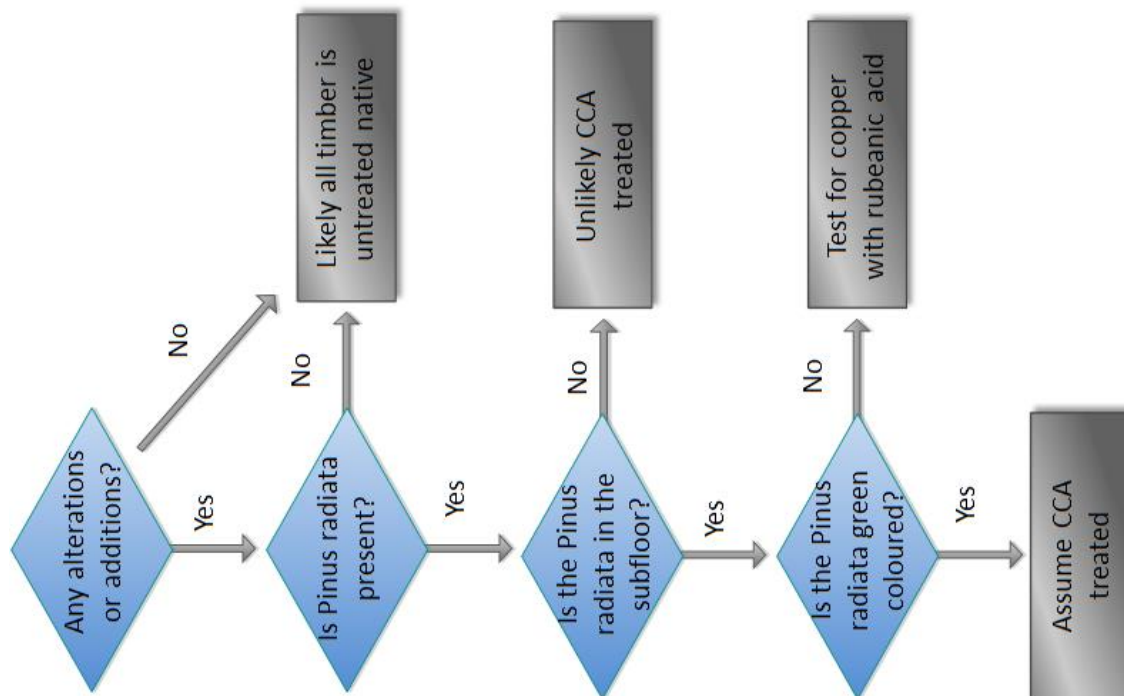 Any alterations
or additions?
No
Yes
Likely all timber is
untreated native
Is Pinus radiata
present?
No
Yes
Unlikely CCA
treated
Is the Pinus
radiata in the
subfloor?
No
Yes
Test for copper
with rubeanic acid
Is the Pinus
radiata green
coloured?
No
Yes
Assume CCA
treated